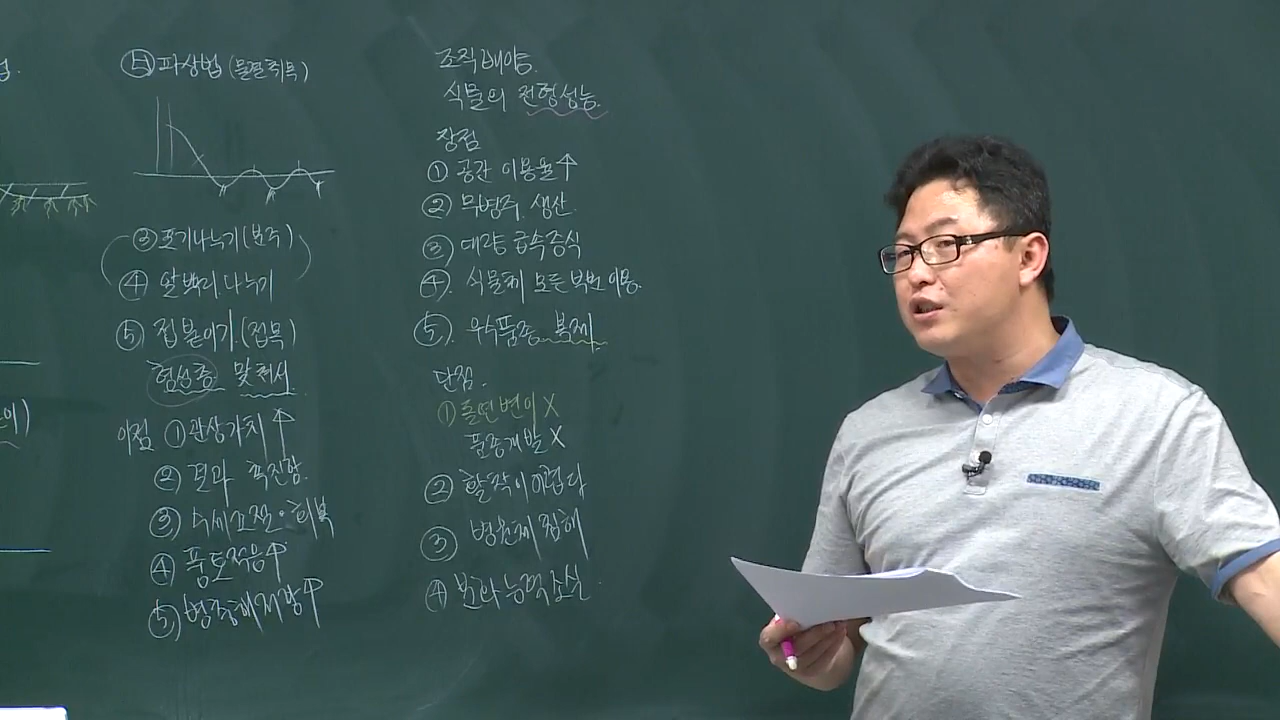 ㉲ 파상법 (물결취목)
③ 포기나누기 (분주)
④ 알뿌리 나누기
⑤ 접붙이기. (접목)
형성층 맞춰서
이점 ① 관상가치 ↑
② 결과 촉진함.
③ 수세조절·회복
④ 풍토적응 ↑
⑤ 병충해저항 ↑
조직배양.
식물의 전형성능.
장점
① 공간 이용율 ↑
② 무병주. 생산.
③ 대량 급속증식
④. 식물체 모든 부번 이용.
⑤. 우수품종 복제
단점.
① 돌연변이 X
품종개발 X
② 활착이 어렵다
③ 병원체 침해
④ 분화능력 상실.